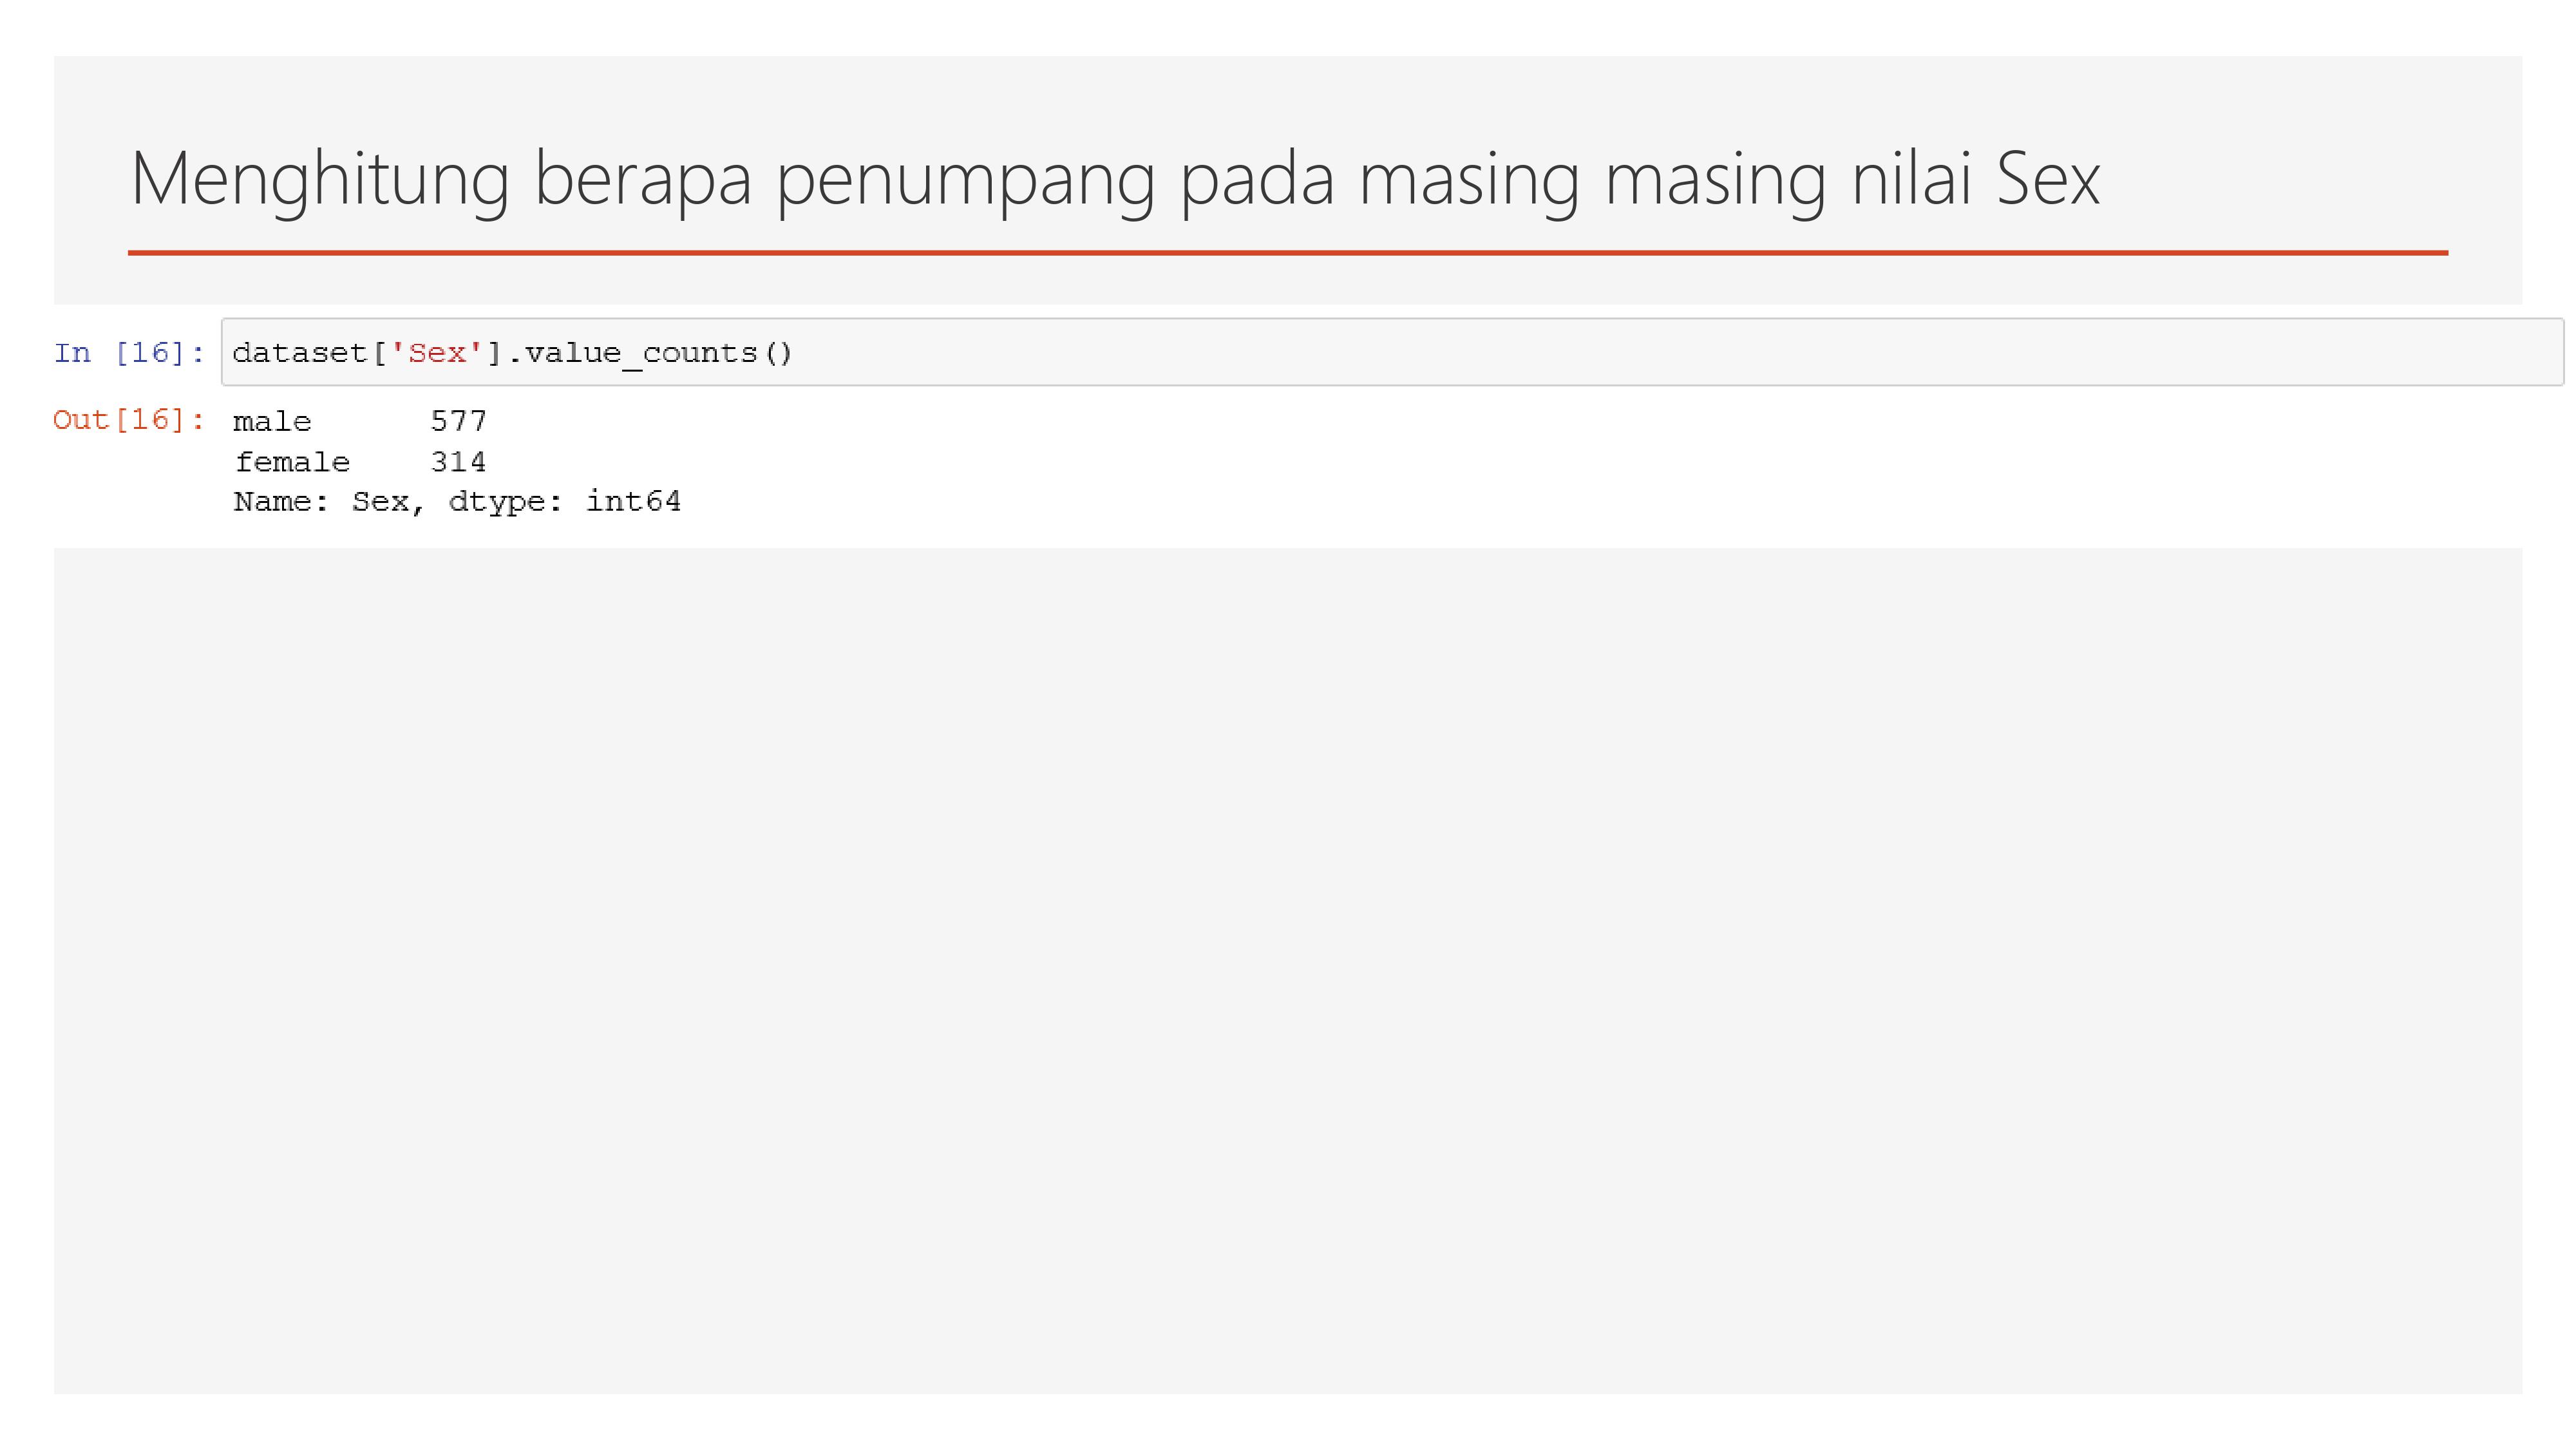 Menghitung berapa penumpang pada masing masing nilai Sex
In [16]: dataset['Sex'].value_counts()
Out[16]: male 577
female 314
Name: Sex, dtype: int64